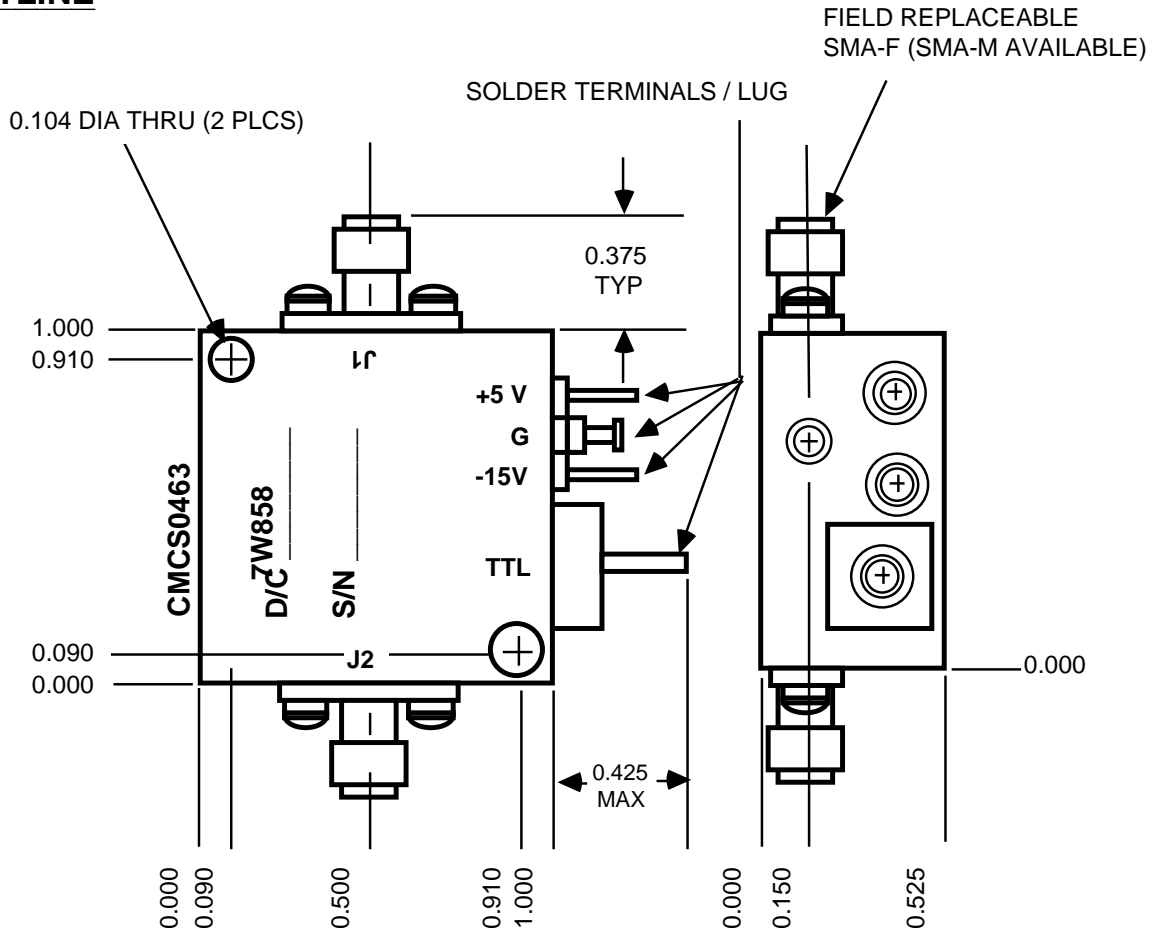 FIELD REPLACEABLE
SMA-F (SMA-M AVAILABLE)
SOLDER TERMINALS / LUG
0.104 DIA THRU (2 PLCS)
0.375
TYP
1.000
0.910
J1
+5 V
G
-15V
TTL
CMCS0463
7W858
D/C
S/N
J2
0.090
0.000
0.000
0.425
MAX
0.000
0.090
0.500
0.910
1.000
0.000
0.150
0.525